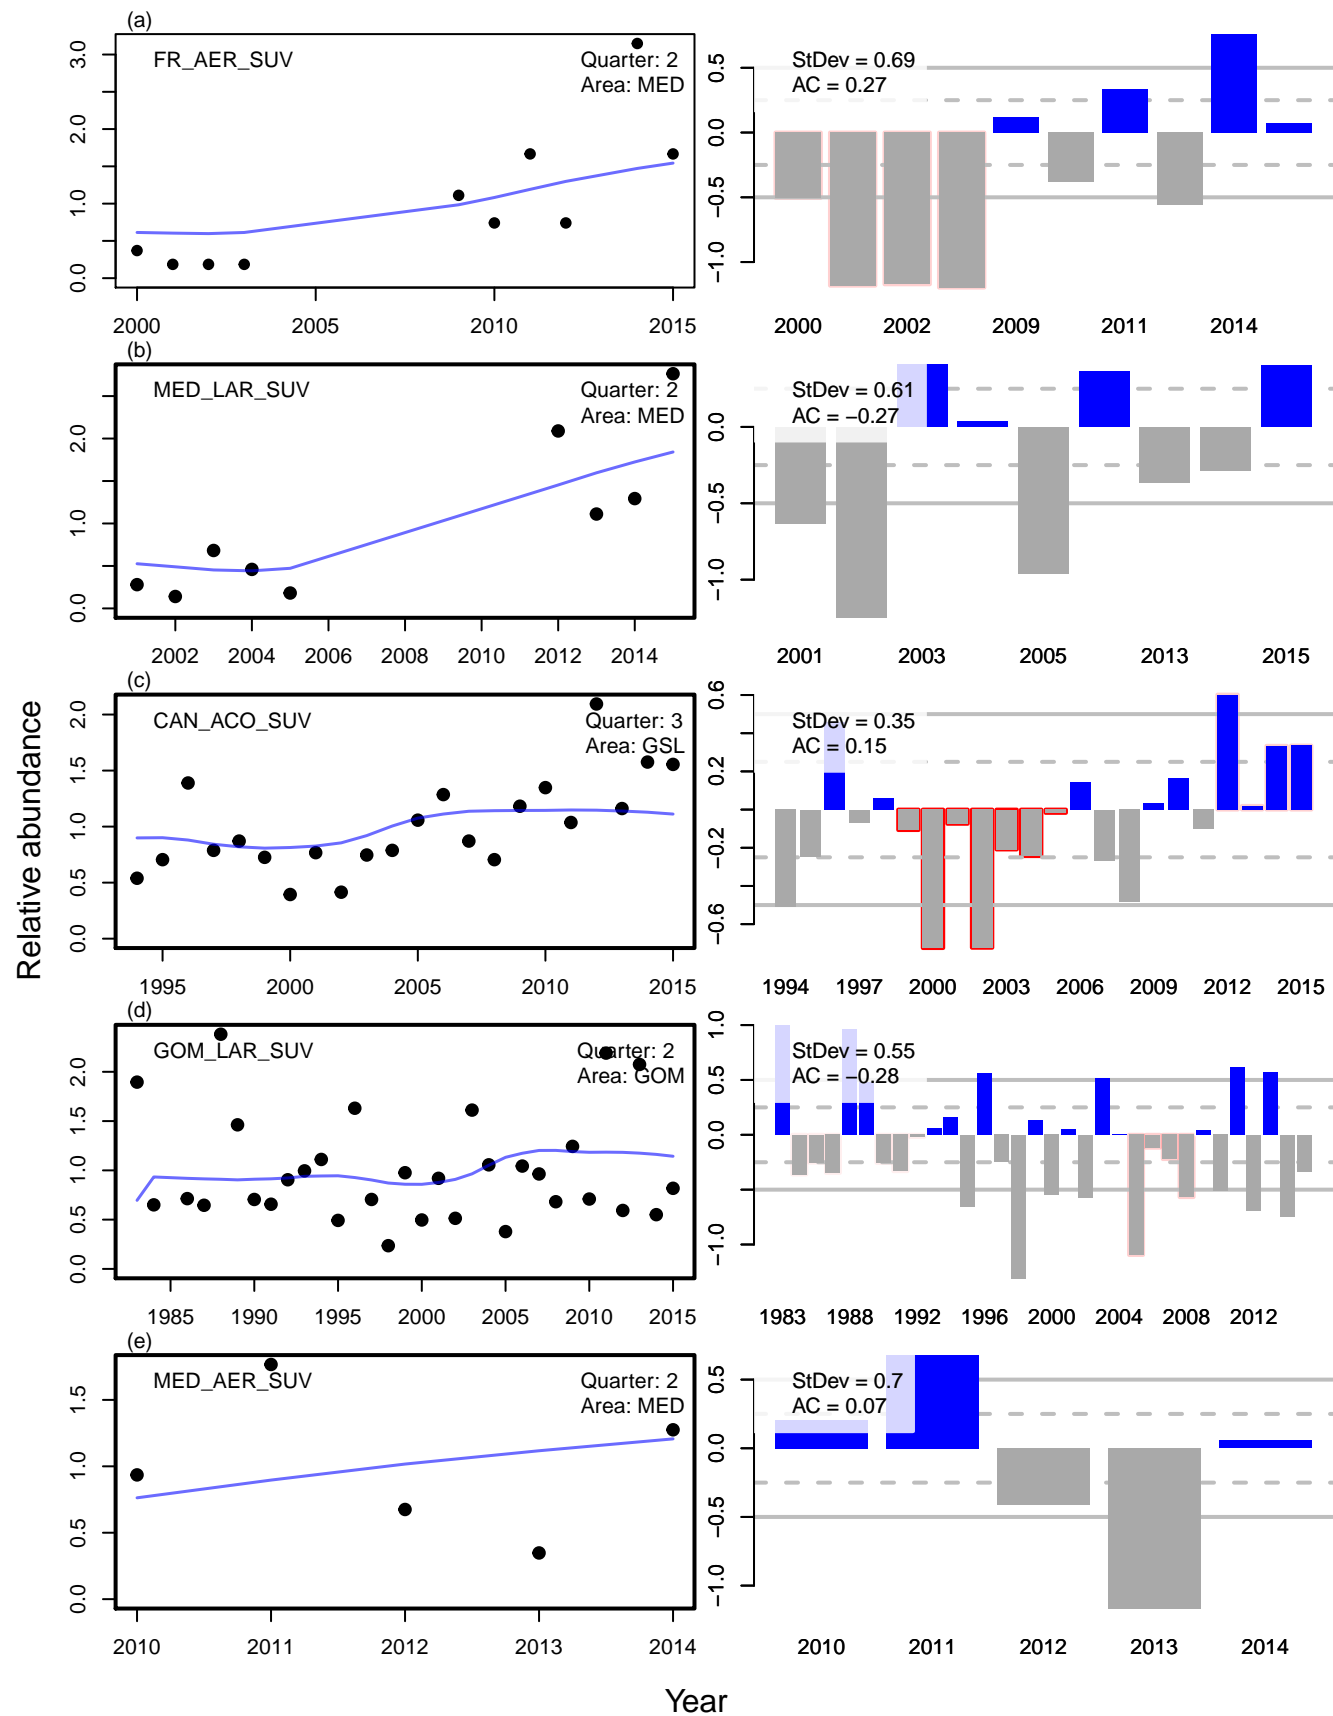 (a)
FR_AER_SUV
Quarter: 2
Area: MED
0.0 1.0 2.0 3.0
2000 2005 2010 2015
StDev = 0.69
AC = 0.27
−1.0 −0.5 0.0 0.5
2000 2002 2009 2011 2014
(b)
MED_LAR_SUV
Quarter: 2
Area: MED
0.0 1.0 2.0
2002 2004 2006 2008 2010 2012 2014
StDev = 0.61
AC = −0.27
−1.0 −0.5 0.0
2001 2003 2005 2013 2015
(c)
CAN_ACO_SUV
Quarter: 3
Area: GSL
0.0 0.5 1.0 1.5 2.0
1995 2000 2005 2010 2015
StDev = 0.35
AC = 0.15
−0.6 −0.2 0.2 0.6
1994 1997 2000 2003 2006 2009 2012 2015
(d)
GOM_LAR_SUV
Quarter: 2
Area: GOM
0.0 0.5 1.0 1.5 2.0
1985 1990 1995 2000 2005 2010 2015
StDev = 0.55
AC = −0.28
−1.0 0.0 0.5 1.0
1983 1988 1992 1996 2000 2004 2008 2012
(e)
MED_AER_SUV
Quarter: 2
Area: MED
0.0 0.5 1.0 1.5
2010 2011 2012 2013 2014
StDev = 0.7
AC = 0.07
−1.0 −0.5 0.0 0.5
2010 2011 2012 2013 2014
Relative abundance
Year